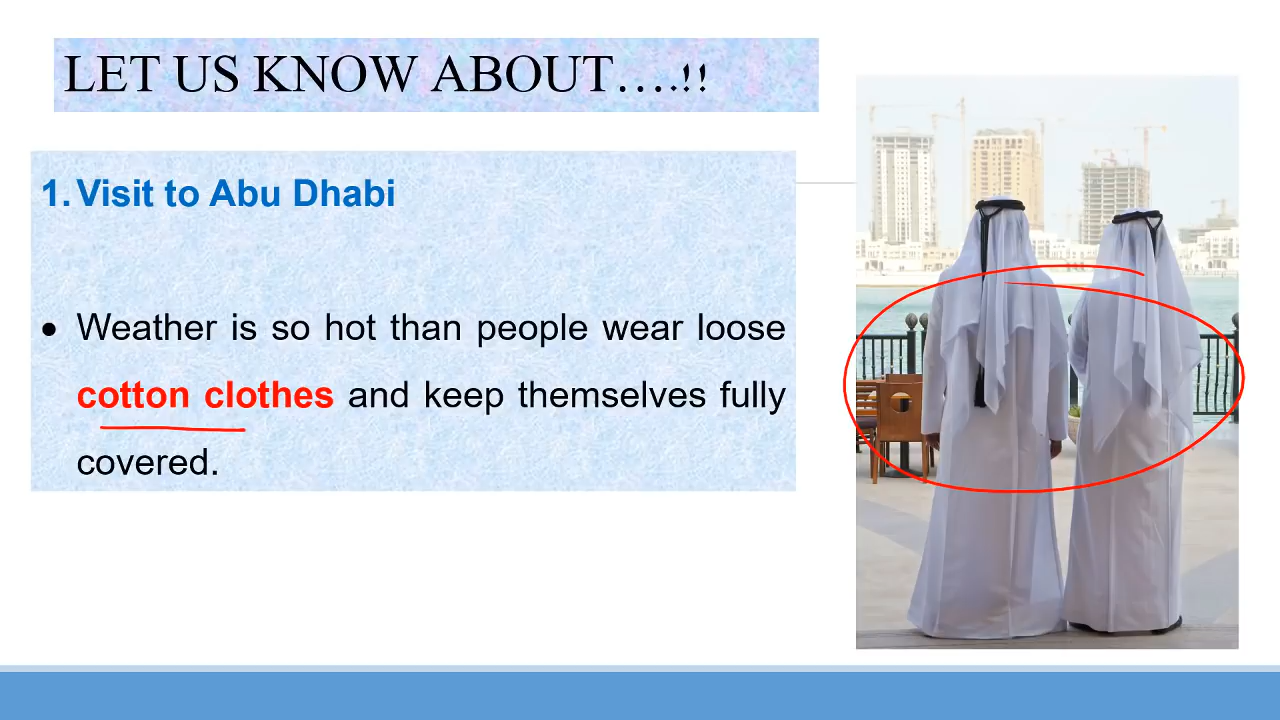 LET US KNOW ABOUT….!!
1. Visit to Abu Dhabi
• Weather is so hot than people wear loose
cotton clothes and keep themselves fully
covered.